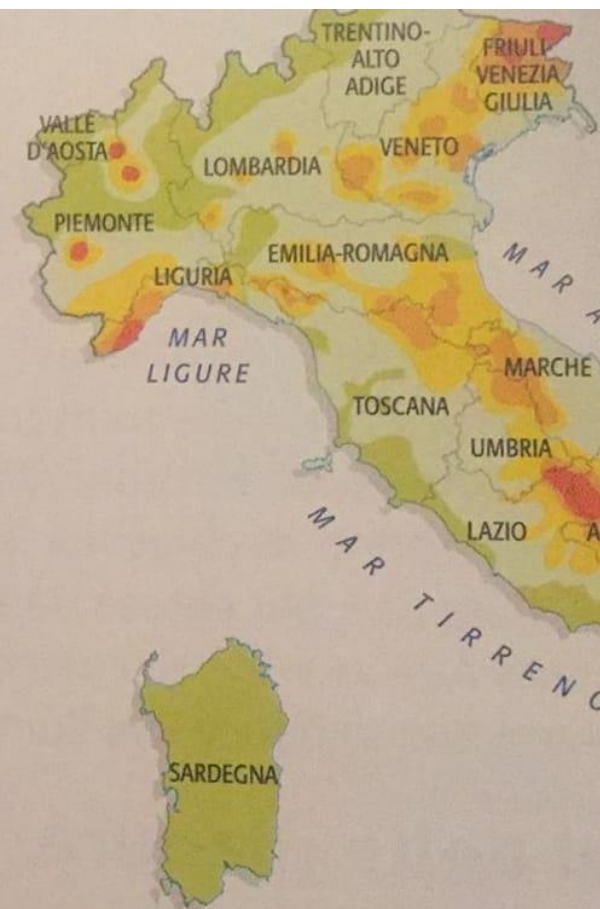 TRENTINO-
ALTO
ADIGE
FRIULI-
VENEZIA
GIULIA
VALLE
D'AOSTA
LOMBARDIA
VENETO
PIEMONTE
EMILIA-ROMAGNA
LIGURIA
MAR A
MAR
LIGURE
MARCHE
TOSCANA
UMBRIA
LAZIO
A
MAR TIRRENO
SARDEGNA